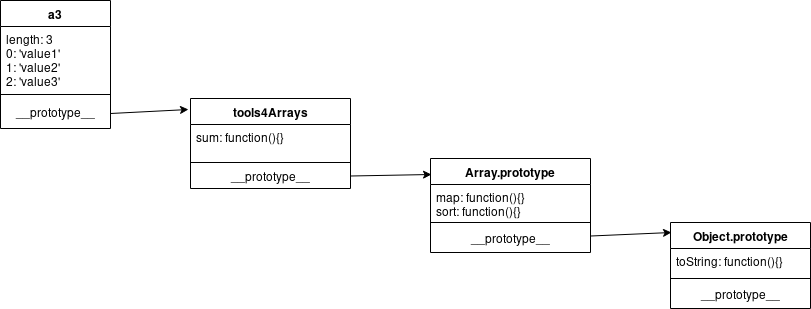 a3
length: 3
0: 'value1'
1: 'value2'
2: 'value3'
__prototype__
tools4Arrays
sum: function(){}
__prototype__
Array.prototype
map: function(){}
sort: function(){}
__prototype__
Object.prototype
toString: function(){}
__prototype__